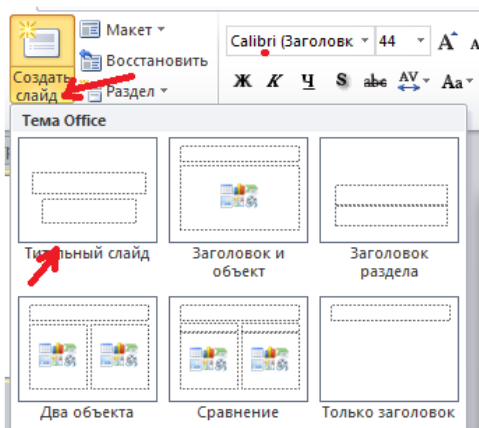 Макет
Восстановить
Раздел
Создать
слайд
Calibri (Заголовк 44 A A
Ж К Ч S abc AV Aa
Тема Office
Титульный слайд
Заголовок и
объект
Заголовок
раздела
Два объекта
Сравнение
Только заголовок